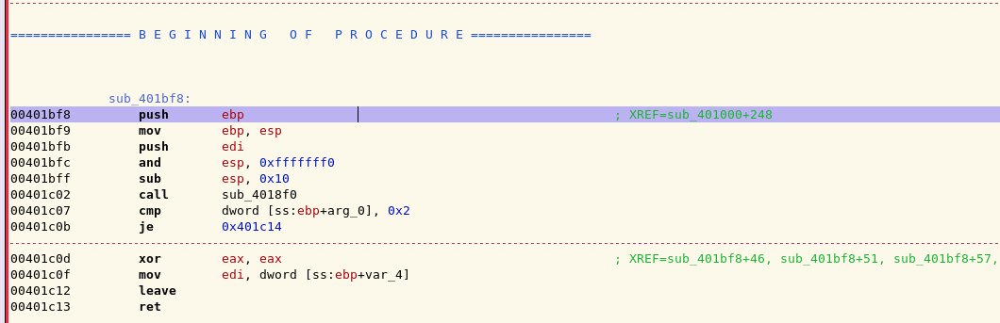 ================ B E G I N N I N G   O F   P R O C E D U R E ================
sub_401bf8:
00401bf8 push ebp ; XREF=sub_401000+248
00401bf9 mov ebp, esp
00401bfb push edi
00401bfc and esp, 0xfffffff0
00401bff sub esp, 0x10
00401c02 call sub_4018f0
00401c07 cmp dword [ss:ebp+arg_0], 0x2
00401c0b je 0x401c14
00401c0d xor eax, eax ; XREF=sub_401bf8+46, sub_401bf8+51, sub_401bf8+57,
00401c0f mov edi, dword [ss:ebp+var_4]
00401c12 leave
00401c13 ret